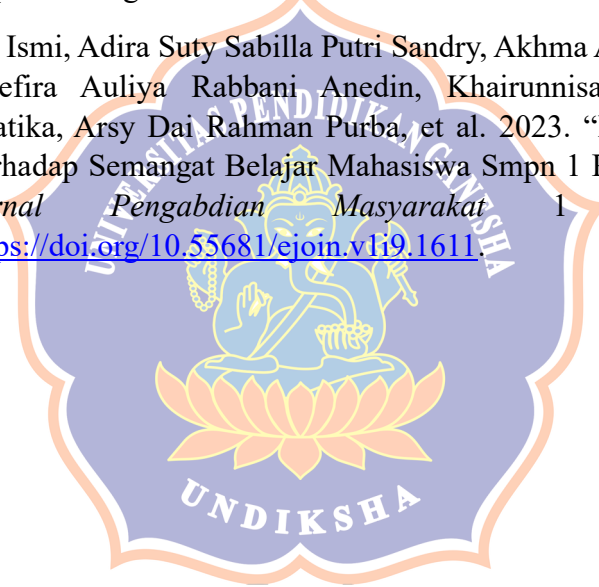 Ismi, Adira Suty Sabilla Putri Sandry, Akhma
efira Auliya Rabbani Anedin, Khairunnisa
atika, Arsy Dai Rahman Purba, et al. 2023. “
rhadap Semangat Belajar Mahasiswa Smpn 1
rnal Pengabdian Masyarakat 1
ps://doi.org/10.55681/ejoin.v1i9.1611.
UNIVERSITAS PENDIDIKAN GANESHA
UNDIKSHA